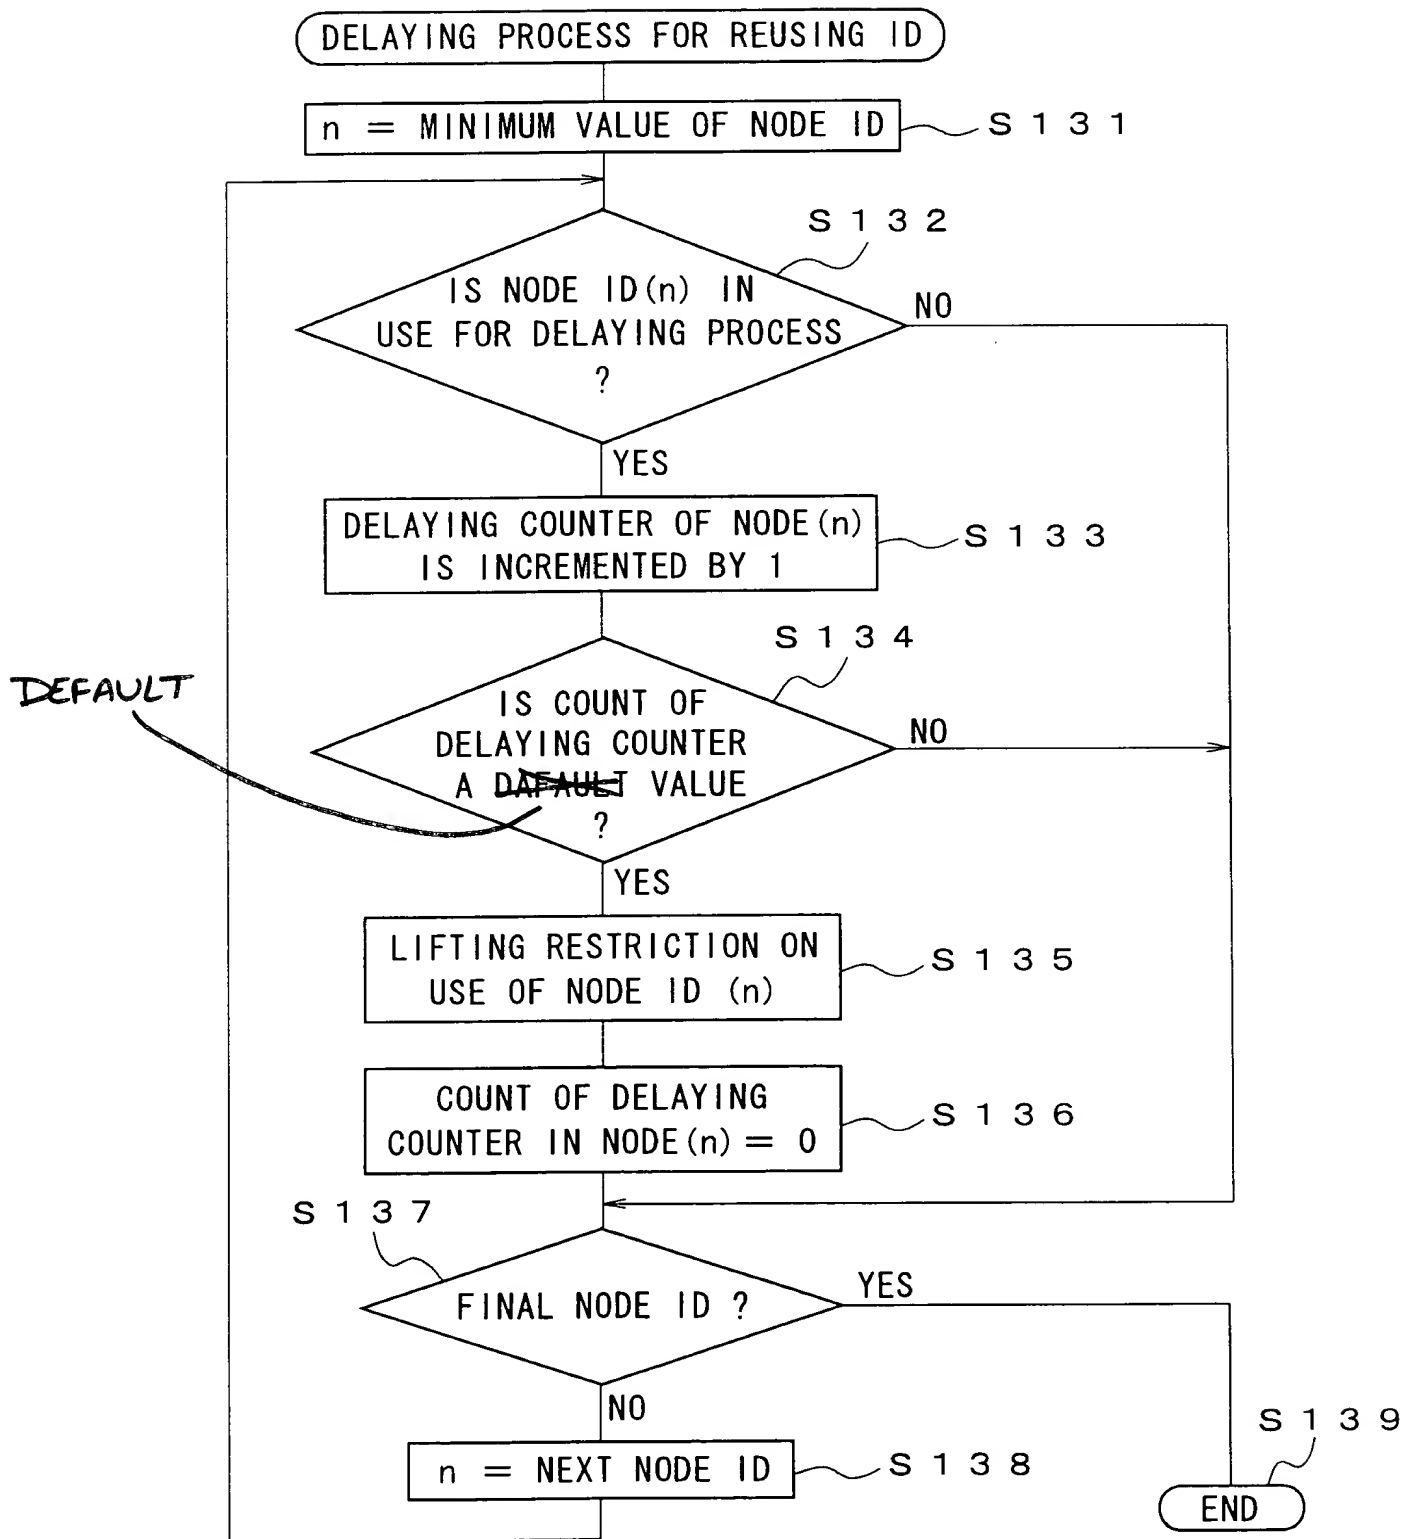 DELAYING PROCESS FOR REUSING ID
n = MINIMUM VALUE OF NODE ID
S131
S132
IS NODE ID(n) IN
USE FOR DELAYING PROCESS
?
NO
YES
DELAYING COUNTER OF NODE(n)
IS INCREMENTED BY 1
S133
S134
DEFAULT
IS COUNT OF
DELAYING COUNTER
A DAFAULT VALUE
?
NO
YES
LIFTING RESTRICTION ON
USE OF NODE ID (n)
S135
COUNT OF DELAYING
COUNTER IN NODE(n) = 0
S136
S137
FINAL NODE ID ?
YES
NO
n = NEXT NODE ID
S138
S139
END